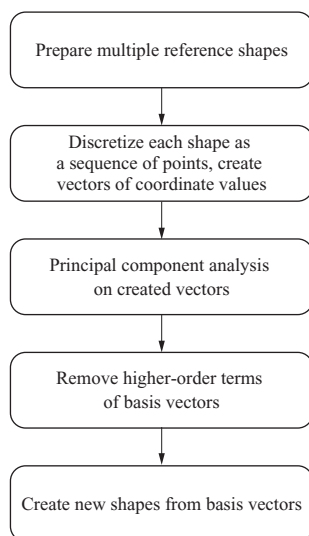 Prepare multiple reference shapes
Discretize each shape as
a sequence of points, create
vectors of coordinate values
Principal component analysis
on created vectors
Remove higher-order terms
of basis vectors
Create new shapes from basis vectors